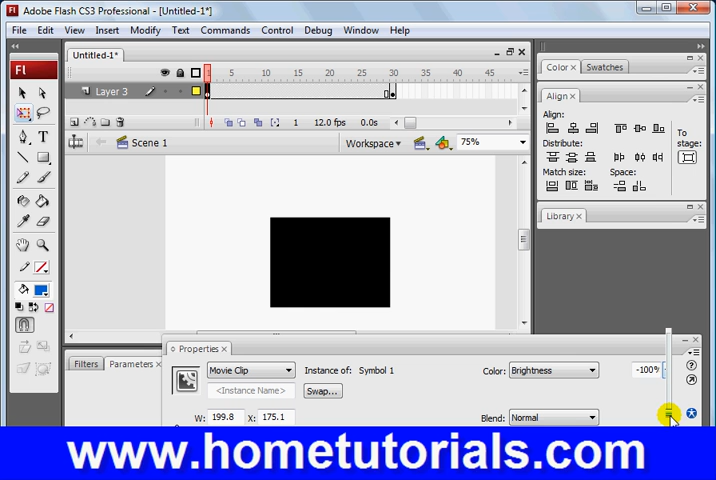 Adobe Flash CS3 Professional - [Untitled-1*]
File Edit View Insert Modify Text Commands Control Debug Window Help
Fl
Untitled-1*
1 5 10 15 20 25 30 35 40 45
Layer 3
1 12.0 fps 0.0s
Scene 1 Workspace 75%
Color Swatches
Align
Align:
To stage:
Distribute:
Match size: Space:
Library
Filters Parameters
Properties
Movie Clip Instance of: Symbol 1 Color: Brightness -100%
<Instance Name> Swap...
W: 199.8 X: 175.1 Blend: Normal
www.hometutorials.com